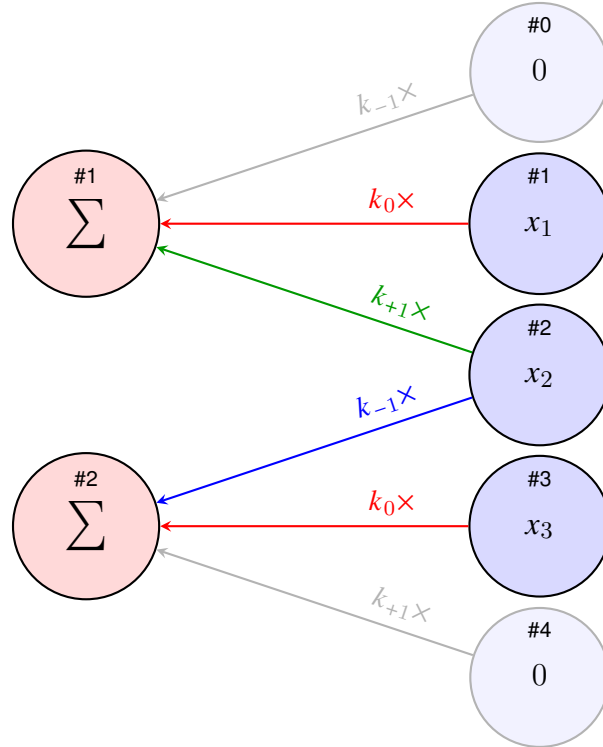 #0
0
k₋₁×
#1
∑
k₀×
#1
x₁
k₊₁×
#2
x₂
k₋₁×
#2
∑
k₀×
#3
x₃
k₊₁×
#4
0